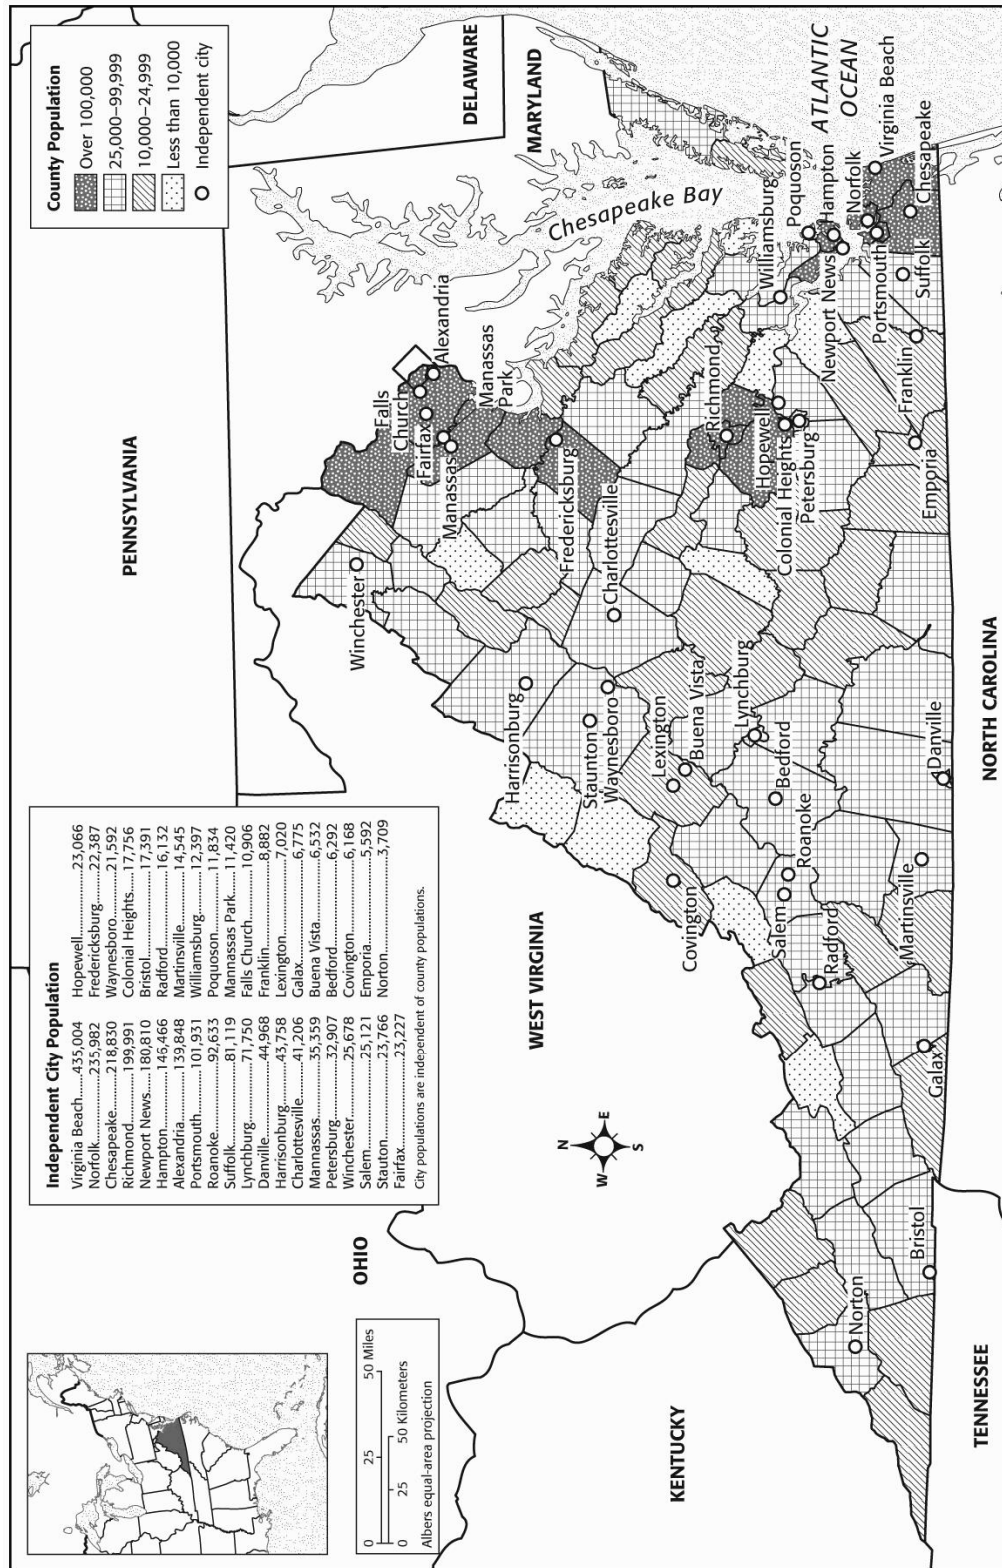 County Population
Over 100,000
25,000–99,999
10,000–24,999
Less than 10,000
Independent city
Independent City Population
Virginia Beach.....435,004
Norfolk................235,982
Chesapeake........218,830
Richmond...........199,991
Newport News...180,810
Hampton............146,466
Alexandria..........139,848
Portsmouth........101,931
Roanoke................92,633
Suffolk...................81,119
Lynchburg.............71,750
Danville.................44,968
Harrisonburg........43,758
Charlottesville......41,206
Mannassas............35,359
Petersburg............32,907
Winchester............25,678
Salem....................25,121
Stauton.................23,766
Fairfax...................23,227
Hopewell..................23,066
Fredericksburg.......22,387
Waynesboro............21,592
Colonial Heights....17,756
Bristol.......................17,391
Radford....................16,132
Martinsville.............14,545
Williamsburg..........12,397
Poquoson.................11,834
Mannassas Park......11,420
Falls Church.............10,906
Franklin......................8,882
Lexington..................7,020
Galax..........................6,775
Buena Vista...............6,532
Bedford......................6,292
Covington..................6,168
Emporia.....................5,592
Norton.......................3,709
City populations are independent of county populations.
0 25 50 Miles
0 25 50 Kilometers
Albers equal-area projection
N
W
E
S
PENNSYLVANIA
DELAWARE
MARYLAND
OHIO
WEST VIRGINIA
KENTUCKY
TENNESSEE
NORTH CAROLINA
ATLANTIC
OCEAN
Chesapeake Bay
Winchester
Falls
Church
Fairfax
Alexandria
Manassas
Manassas
Park
Harrisonburg
Fredericksburg
Staunton
Waynesboro
Charlottesville
Lexington
Buena Vista
Covington
Lynchburg
Bedford
Richmond
Hopewell
Colonial Heights
Petersburg
Williamsburg
Poquoson
Hampton
Newport News
Norfolk
Virginia Beach
Portsmouth
Chesapeake
Suffolk
Franklin
Emporia
Salem
Roanoke
Radford
Martinsville
Danville
Galax
Bristol
Norton